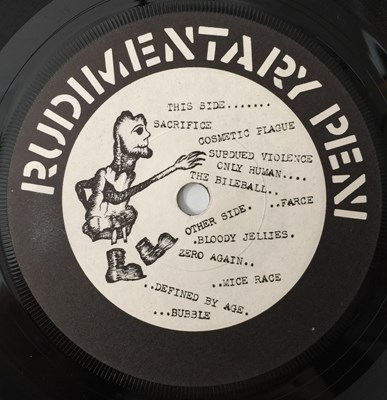 RUDIMENTARY PENI
THIS SIDE.......
SACRIFICE
COSMETIC PLAGUE
SUBDUED VIOLENCE
ONLY HUMAN....
THE BILEBALL..
..FARCE
OTHER SIDE.
.BLOODY JELLIES.
ZERO AGAIN..
..MICE RACE
..DEFINED BY AGE.
...BUBBLE